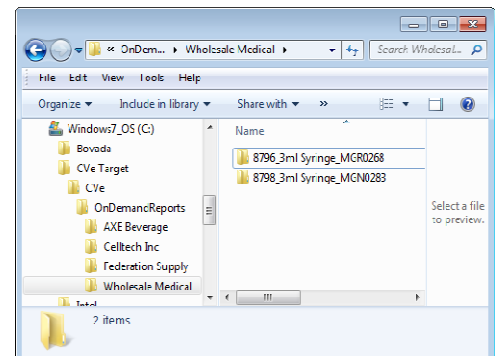 « OnDem... ▸ Wholesale Medical ▸ Search Wholesal...
File Edit View Tools Help
Organize ▾ Include in library ▾ Share with ▾ »
Windows7_OS (C:)
Bovada
CVe Target
CVe
OnDemandReports
AXE Beverage
Celltech Inc
Federation Supply
Wholesale Medical
Intel
Name
8796_3ml Syringe_MGR0268
8798_3ml Syringe_MGN0283
Select a file
to preview.
2 items